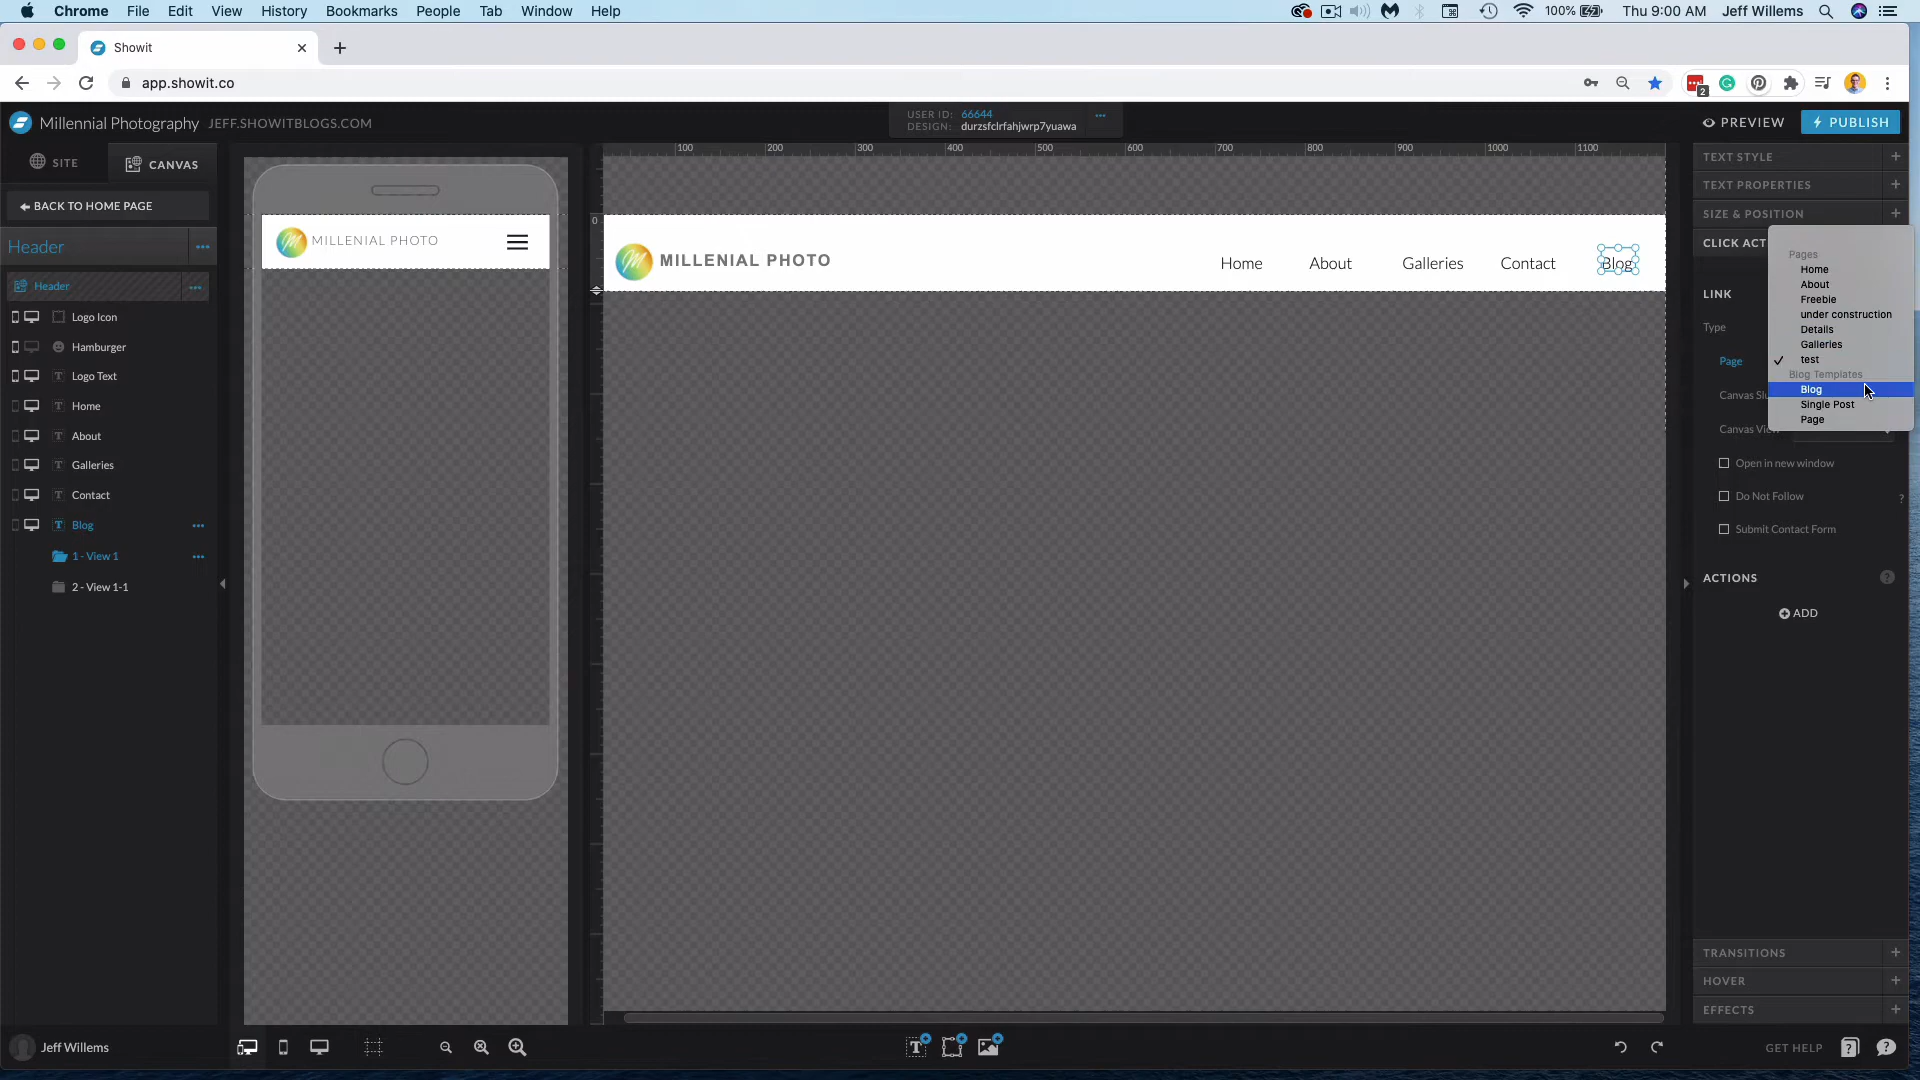 Chrome File Edit View History Bookmarks People Tab Window Help
100% Thu 9:00 AM Jeff Willems
Showit
app.showit.co
2
Millennial Photography JEFF.SHOWITBLOGS.COM
USER ID: 66644
DESIGN: durzsfclrfahjwrp7yuawa
PREVIEW
PUBLISH
SITE
CANVAS
BACK TO HOME PAGE
Header
Header
Logo Icon
Hamburger
Logo Text
Home
About
Galleries
Contact
Blog
1 - View 1
2 - View 1-1
MILLENIAL PHOTO
100 200 300 400 500 600 700 800 900 1000 1100
0
MILLENIAL PHOTO
Home About Galleries Contact Blog
TEXT STYLE
TEXT PROPERTIES
SIZE & POSITION
CLICK ACT
LINK
Type
Page
Pages
Home
About
Freebie
under construction
Details
Galleries
test
Blog Templates
Blog
Single Post
Page
Canvas Slu
Canvas View
Open in new window
Do Not Follow ?
Submit Contact Form
ACTIONS ?
ADD
TRANSITIONS
HOVER
EFFECTS
Jeff Willems
GET HELP